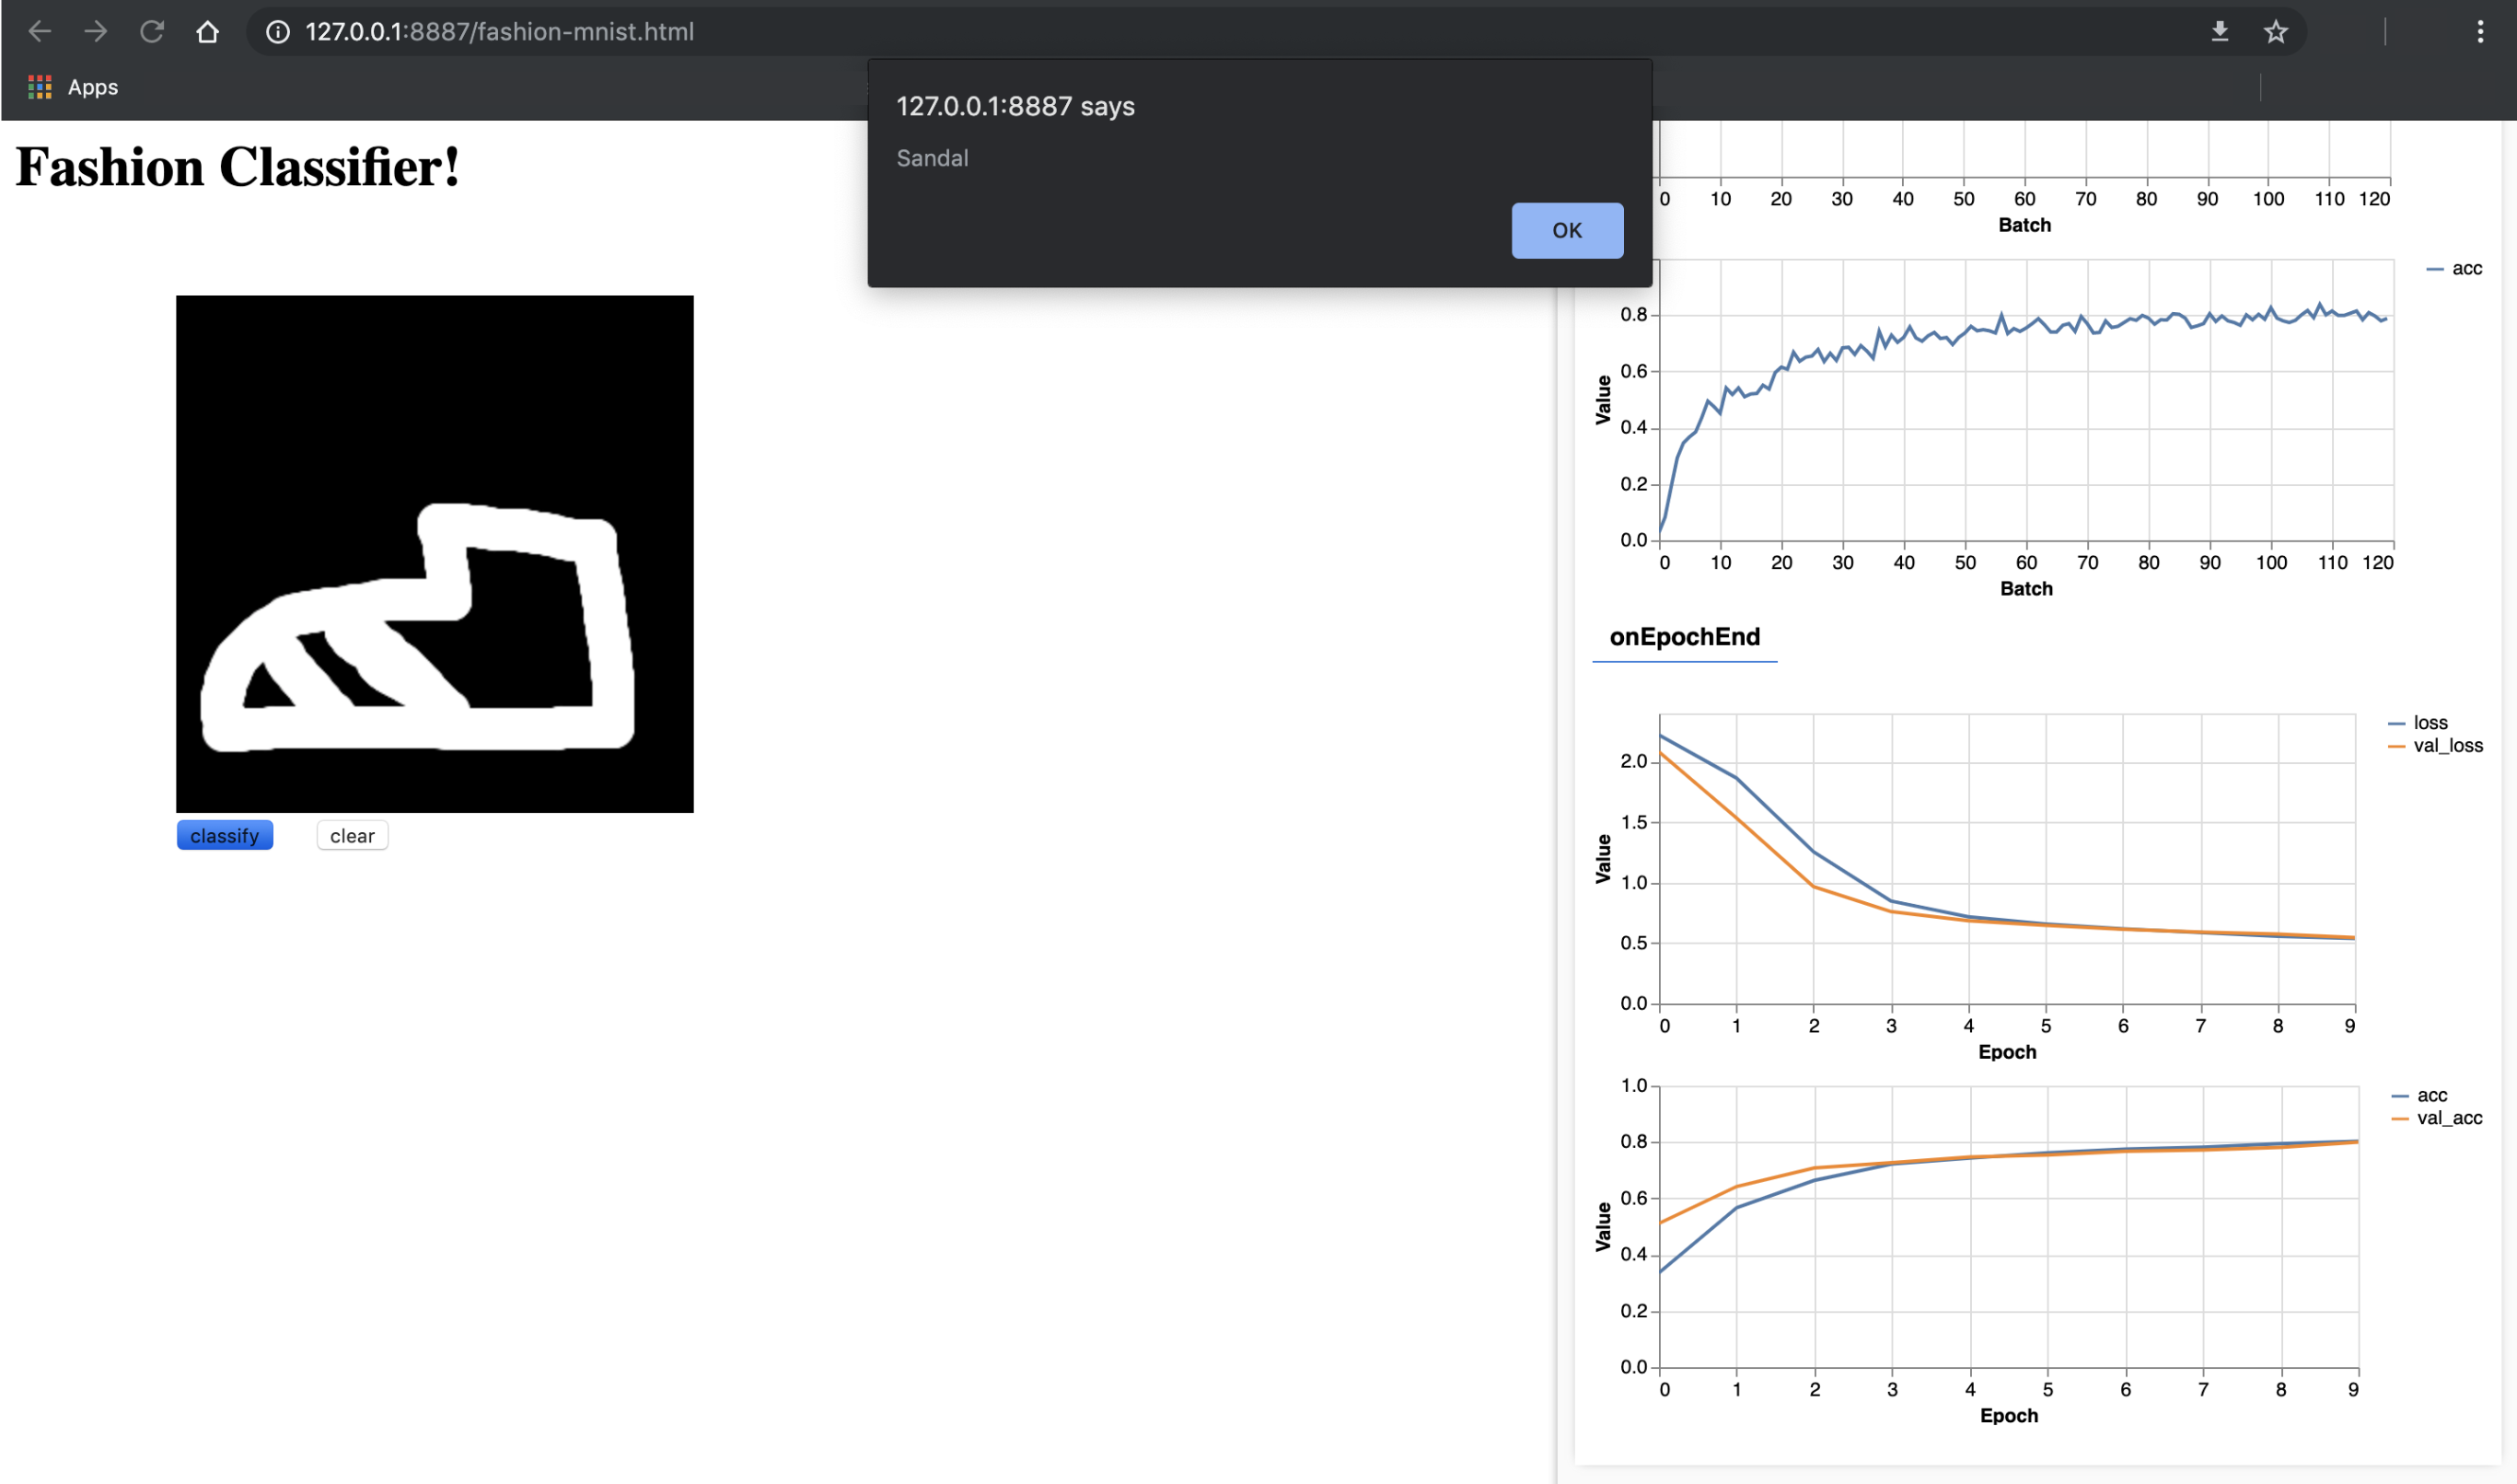 127.0.0.1:8887/fashion-mnist.html
Apps
127.0.0.1:8887 says
Sandal
OK
Fashion Classifier!
classify
clear
0 10 20 30 40 50 60 70 80 90 100 110 120
Batch
acc
0.8
0.6
0.4
0.2
0.0
Value
0 10 20 30 40 50 60 70 80 90 100 110 120
Batch
onEpochEnd
loss
val_loss
2.0
1.5
1.0
0.5
0.0
Value
0 1 2 3 4 5 6 7 8 9
Epoch
acc
val_acc
1.0
0.8
0.6
0.4
0.2
0.0
Value
0 1 2 3 4 5 6 7 8 9
Epoch